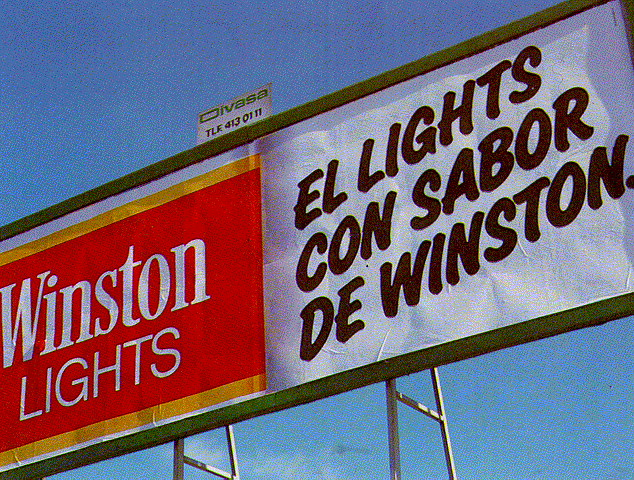 Divasa
TLF. 413 01 11
Winston
LIGHTS
EL LIGHTS
CON SABOR
DE WINSTON.